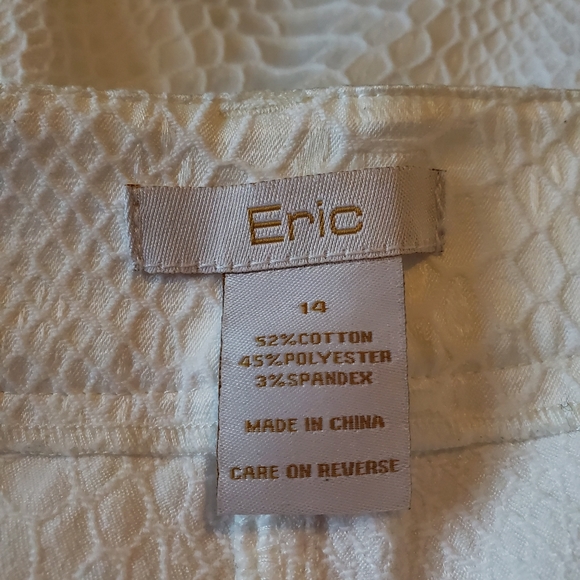 Eric
14
52%COTTON
45%POLYESTER
3%SPANDEX
MADE IN CHINA
CARE ON REVERSE